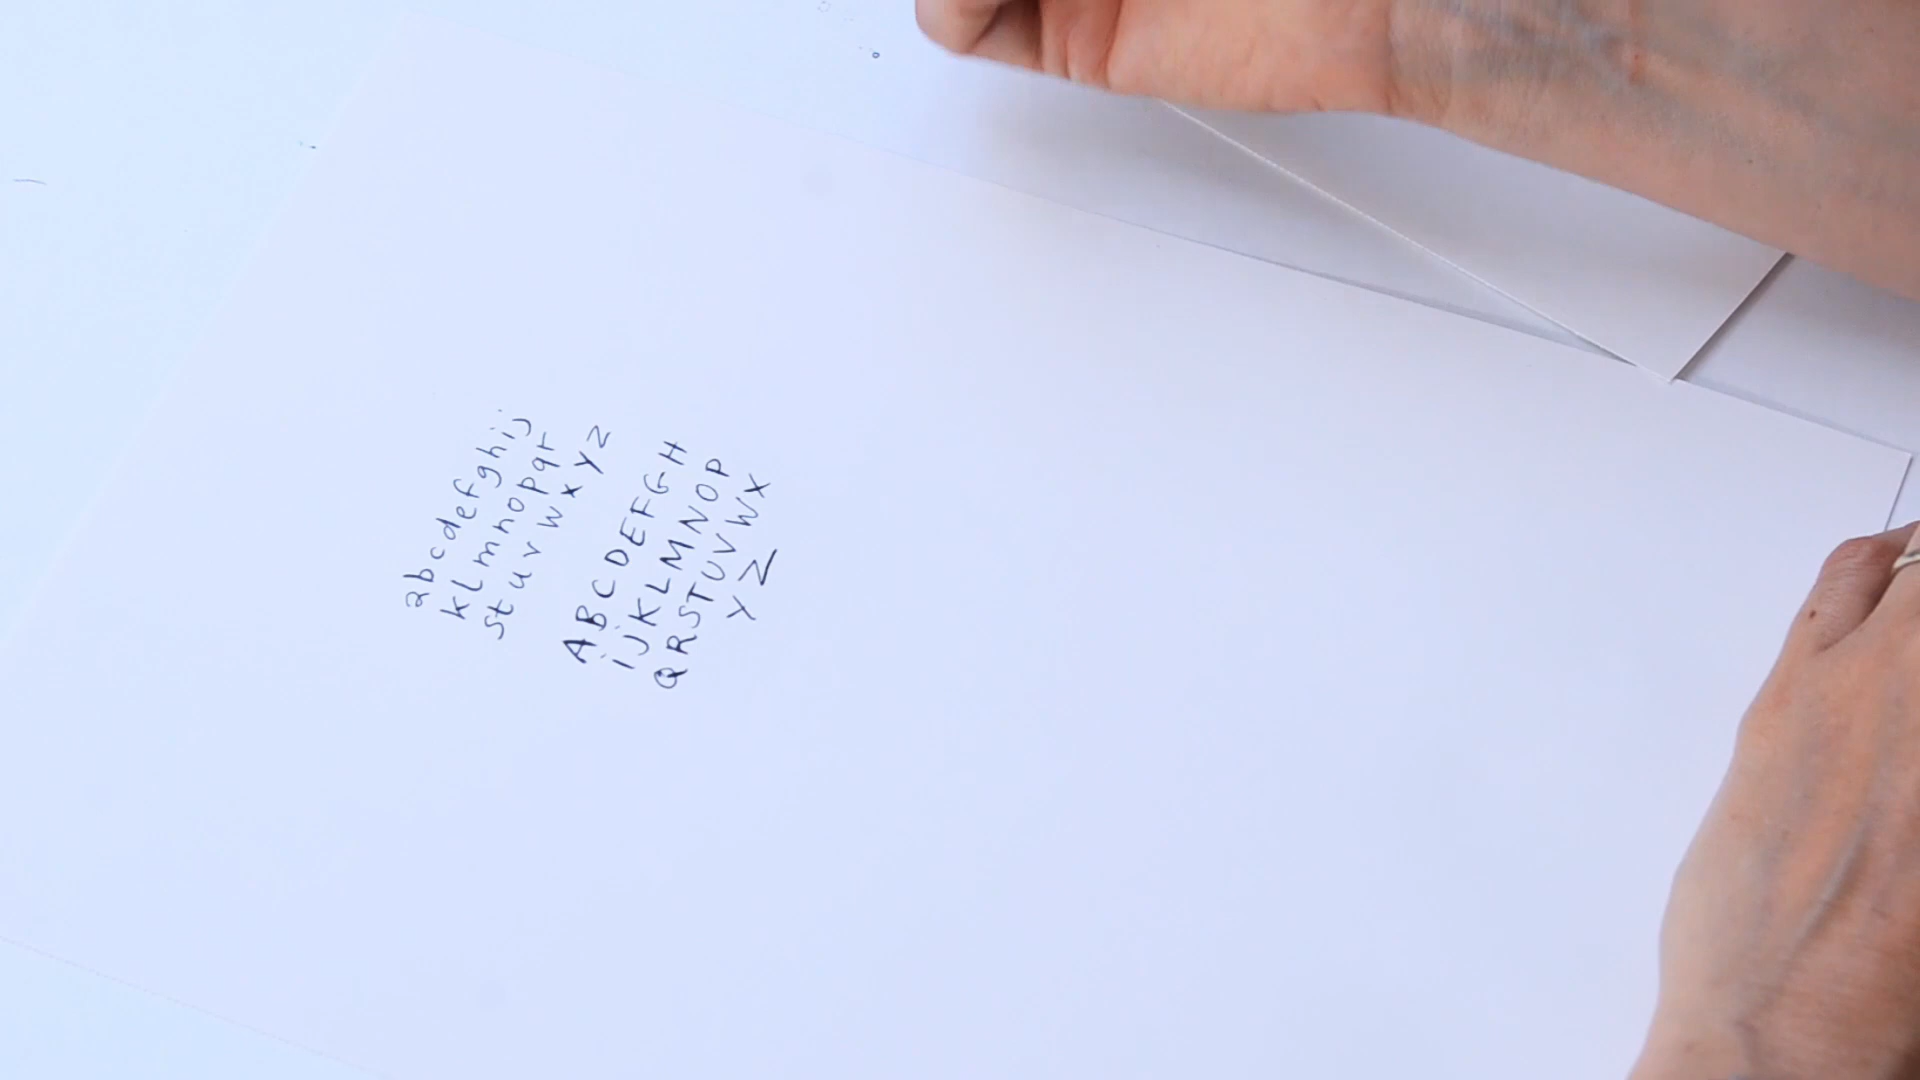 abcdefghij
klmnopqr
stuvwxyz
ABCDEFGH
iJKLMNOP
QRSTUVWX
YZ